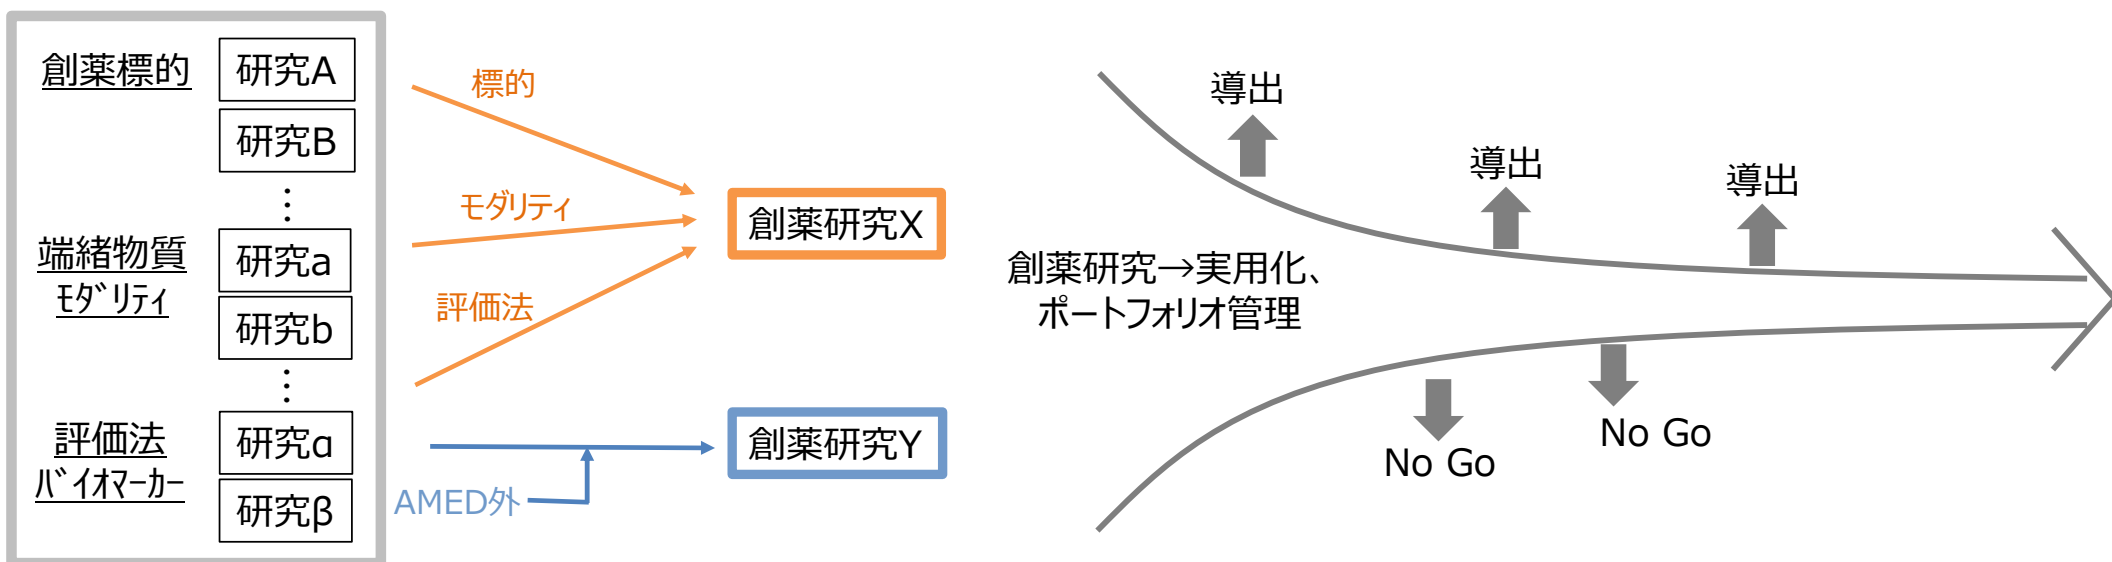 創薬標的
研究A
研究B
⋮
端緒物質
ﾓﾀﾞﾘﾃｨ
研究a
研究b
⋮
評価法
ﾊﾞｲｵﾏｰｶｰ
研究α
研究β
標的
モダリティ
評価法
AMED外
創薬研究X
創薬研究Y
創薬研究→実用化、
ポートフォリオ管理
導出
導出
導出
No Go
No Go